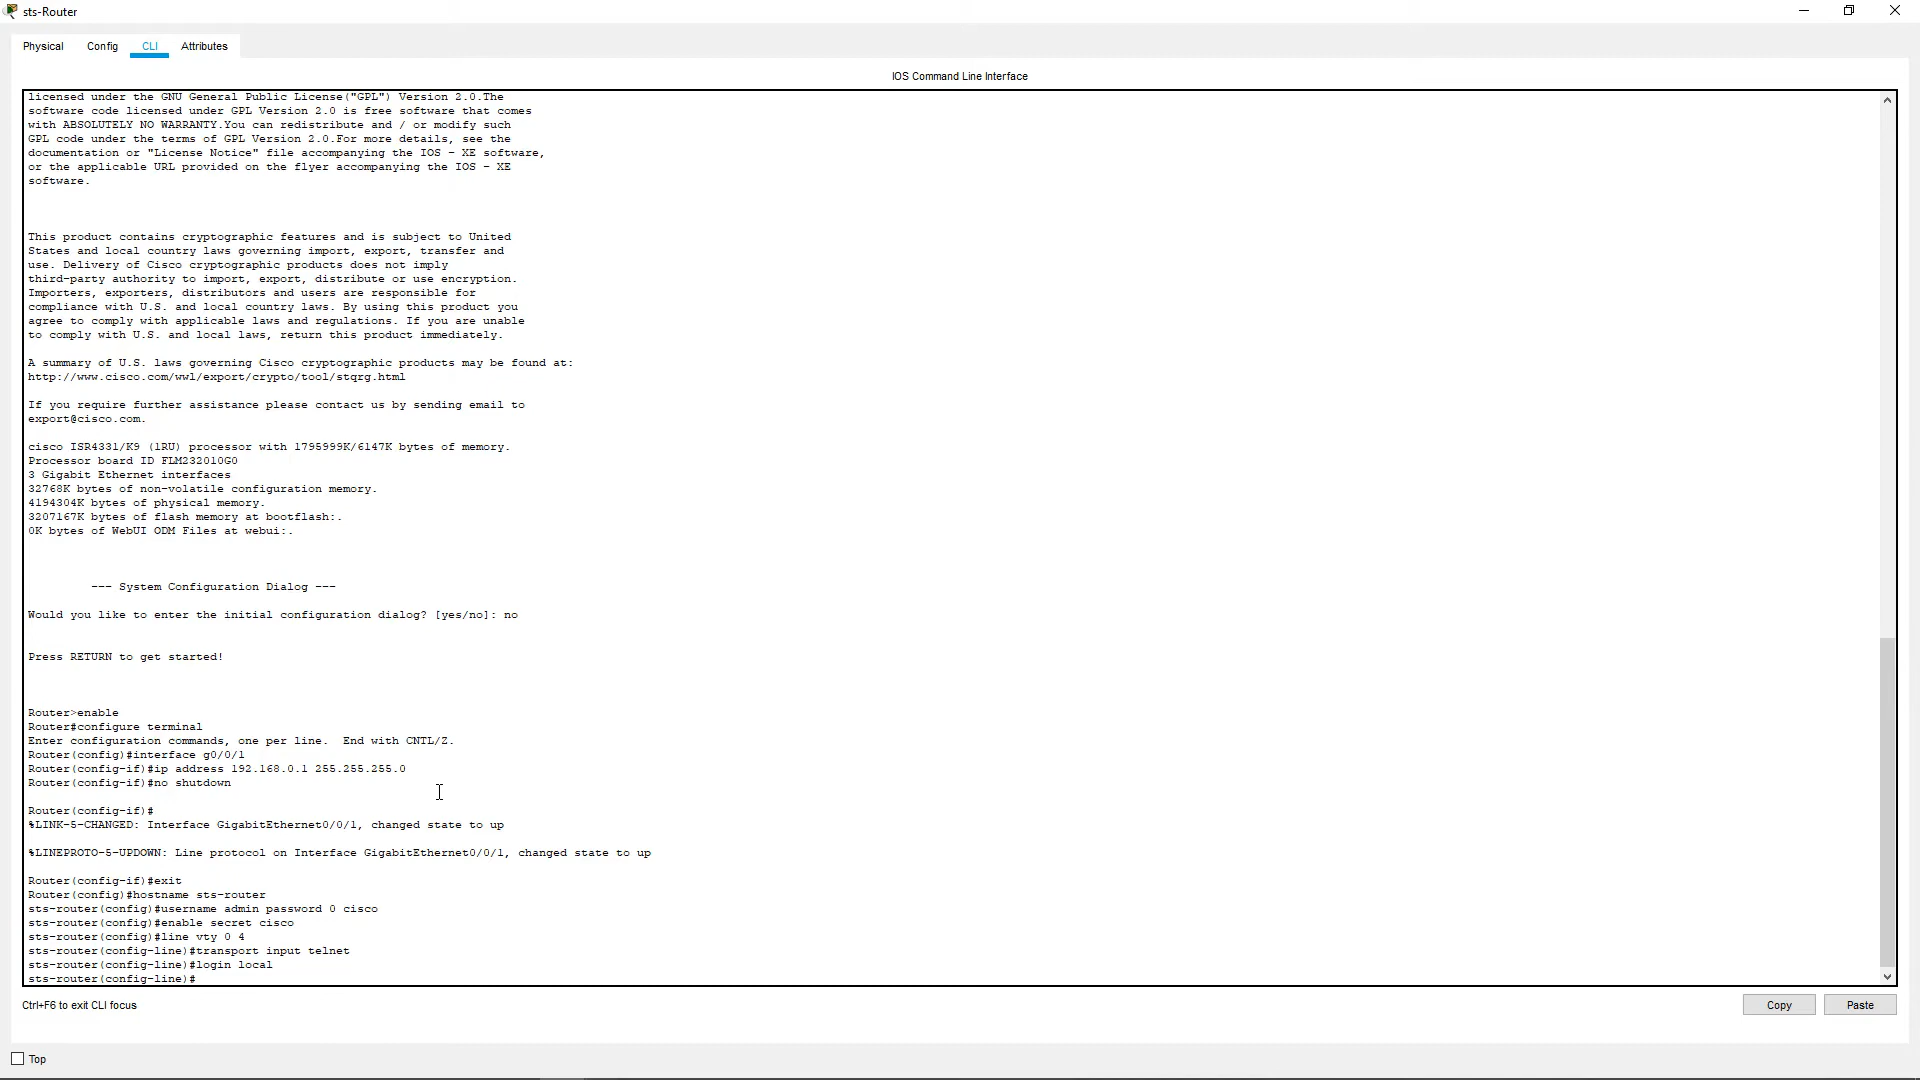 sts-Router
Physical Config CLI Attributes
IOS Command Line Interface
licensed under the GNU General Public License("GPL") Version 2.0.The
software code licensed under GPL Version 2.0 is free software that comes
with ABSOLUTELY NO WARRANTY.You can redistribute and / or modify such
GPL code under the terms of GPL Version 2.0.For more details, see the
documentation or "License Notice" file accompanying the IOS - XE software,
or the applicable URL provided on the flyer accompanying the IOS - XE
software.
This product contains cryptographic features and is subject to United
States and local country laws governing import, export, transfer and
use. Delivery of Cisco cryptographic products does not imply
third-party authority to import, export, distribute or use encryption.
Importers, exporters, distributors and users are responsible for
compliance with U.S. and local country laws. By using this product you
agree to comply with applicable laws and regulations. If you are unable
to comply with U.S. and local laws, return this product immediately.
A summary of U.S. laws governing Cisco cryptographic products may be found at:
http://www.cisco.com/wwl/export/crypto/tool/stqrg.html
If you require further assistance please contact us by sending email to
export@cisco.com.
cisco ISR4331/K9 (1RU) processor with 1795999K/6147K bytes of memory.
Processor board ID FLM232010G0
3 Gigabit Ethernet interfaces
32768K bytes of non-volatile configuration memory.
4194304K bytes of physical memory.
3207167K bytes of flash memory at bootflash:.
0K bytes of WebUI ODM Files at webui:.
--- System Configuration Dialog ---
Would you like to enter the initial configuration dialog? [yes/no]: no
Press RETURN to get started!
Router>enable
Router#configure terminal
Enter configuration commands, one per line.  End with CNTL/Z.
Router(config)#interface g0/0/1
Router(config-if)#ip address 192.168.0.1 255.255.255.0
Router(config-if)#no shutdown
Router(config-if)#
%LINK-5-CHANGED: Interface GigabitEthernet0/0/1, changed state to up
%LINEPROTO-5-UPDOWN: Line protocol on Interface GigabitEthernet0/0/1, changed state to up
Router(config-if)#exit
Router(config)#hostname sts-router
sts-router(config)#username admin password 0 cisco
sts-router(config)#enable secret cisco
sts-router(config)#line vty 0 4
sts-router(config-line)#transport input telnet
sts-router(config-line)#login local
sts-router(config-line)#
Ctrl+F6 to exit CLI focus
Copy Paste
Top